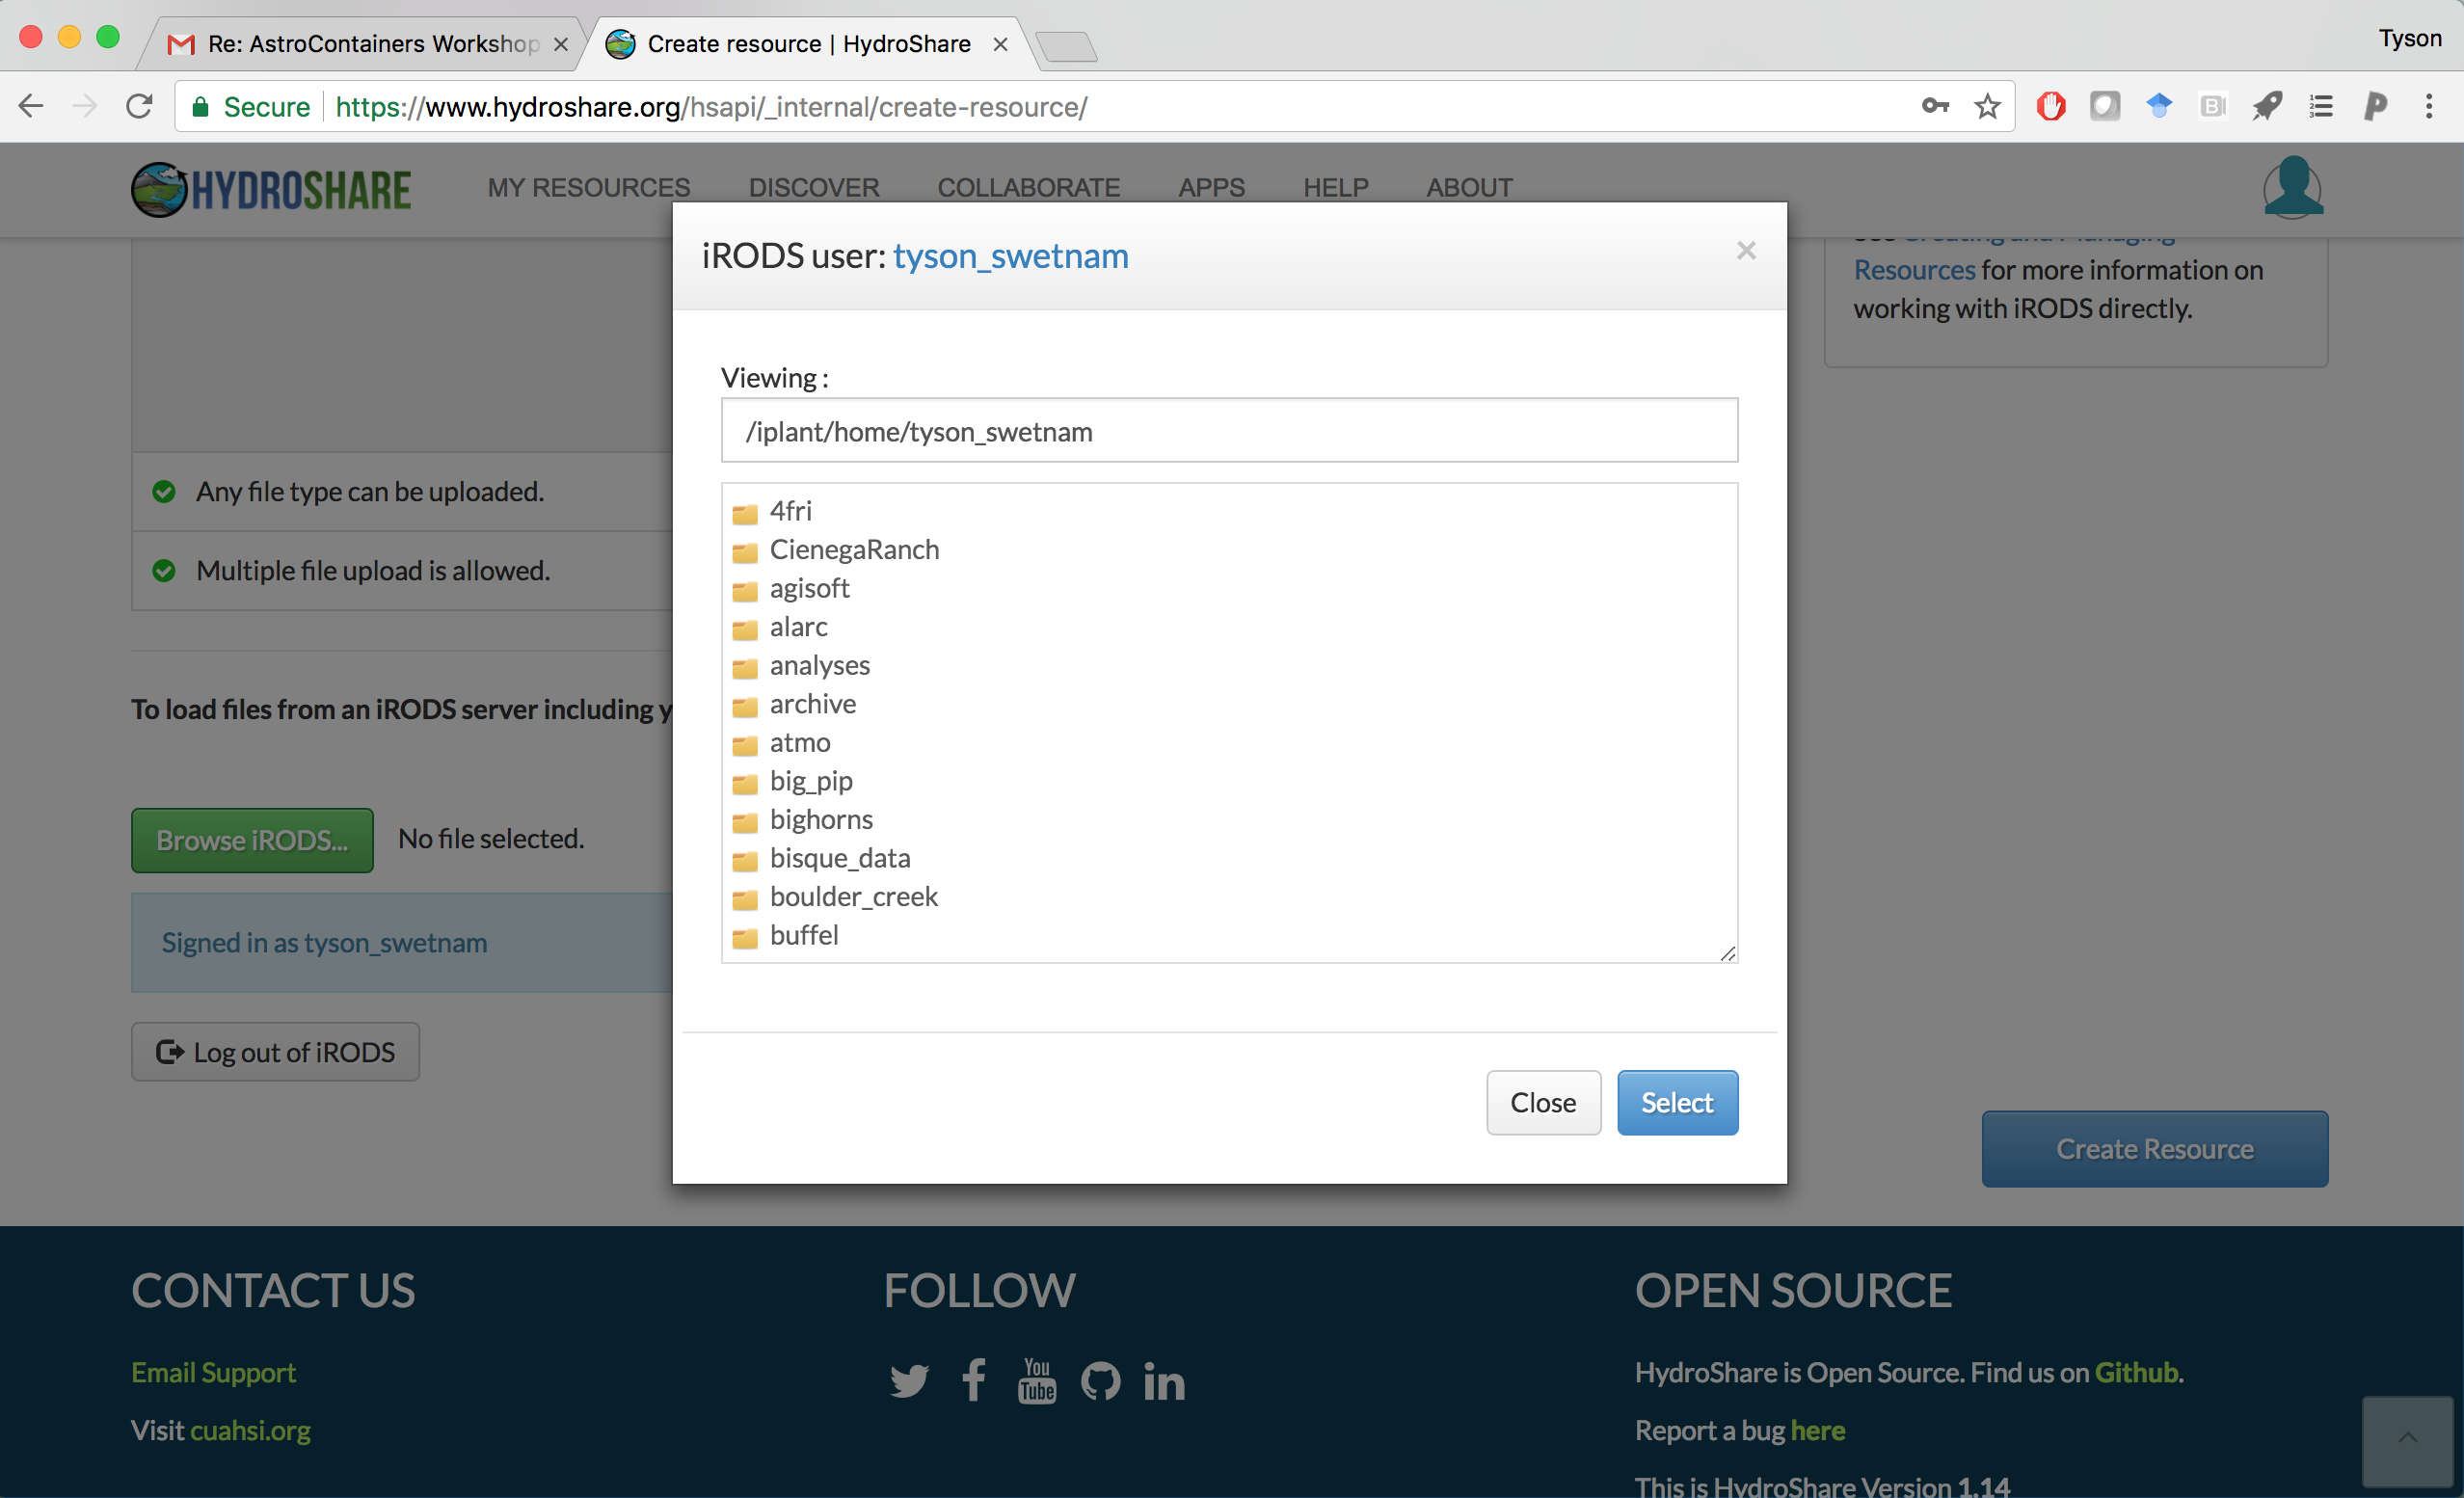 Re: AstroContainers Workshop
Create resource | HydroShare
Tyson
Secure
https://www.hydroshare.org/hsapi/_internal/create-resource/
HYDROSHARE
MY RESOURCES
DISCOVER
COLLABORATE
APPS
HELP
ABOUT
iRODS user: tyson_swetnam
Creating and Managing
Resources for more information on
working with iRODS directly.
Viewing :
/iplant/home/tyson_swetnam
4fri
CienegaRanch
agisoft
alarc
analyses
archive
atmo
big_pip
bighorns
bisque_data
boulder_creek
buffel
Any file type can be uploaded.
Multiple file upload is allowed.
To load files from an iRODS server including y
Browse iRODS...
No file selected.
Signed in as tyson_swetnam
Log out of iRODS
Close
Select
Create Resource
CONTACT US
Email Support
Visit cuahsi.org
FOLLOW
You
Tube
in
OPEN SOURCE
HydroShare is Open Source. Find us on Github.
Report a bug here
This is HydroShare Version 1.14